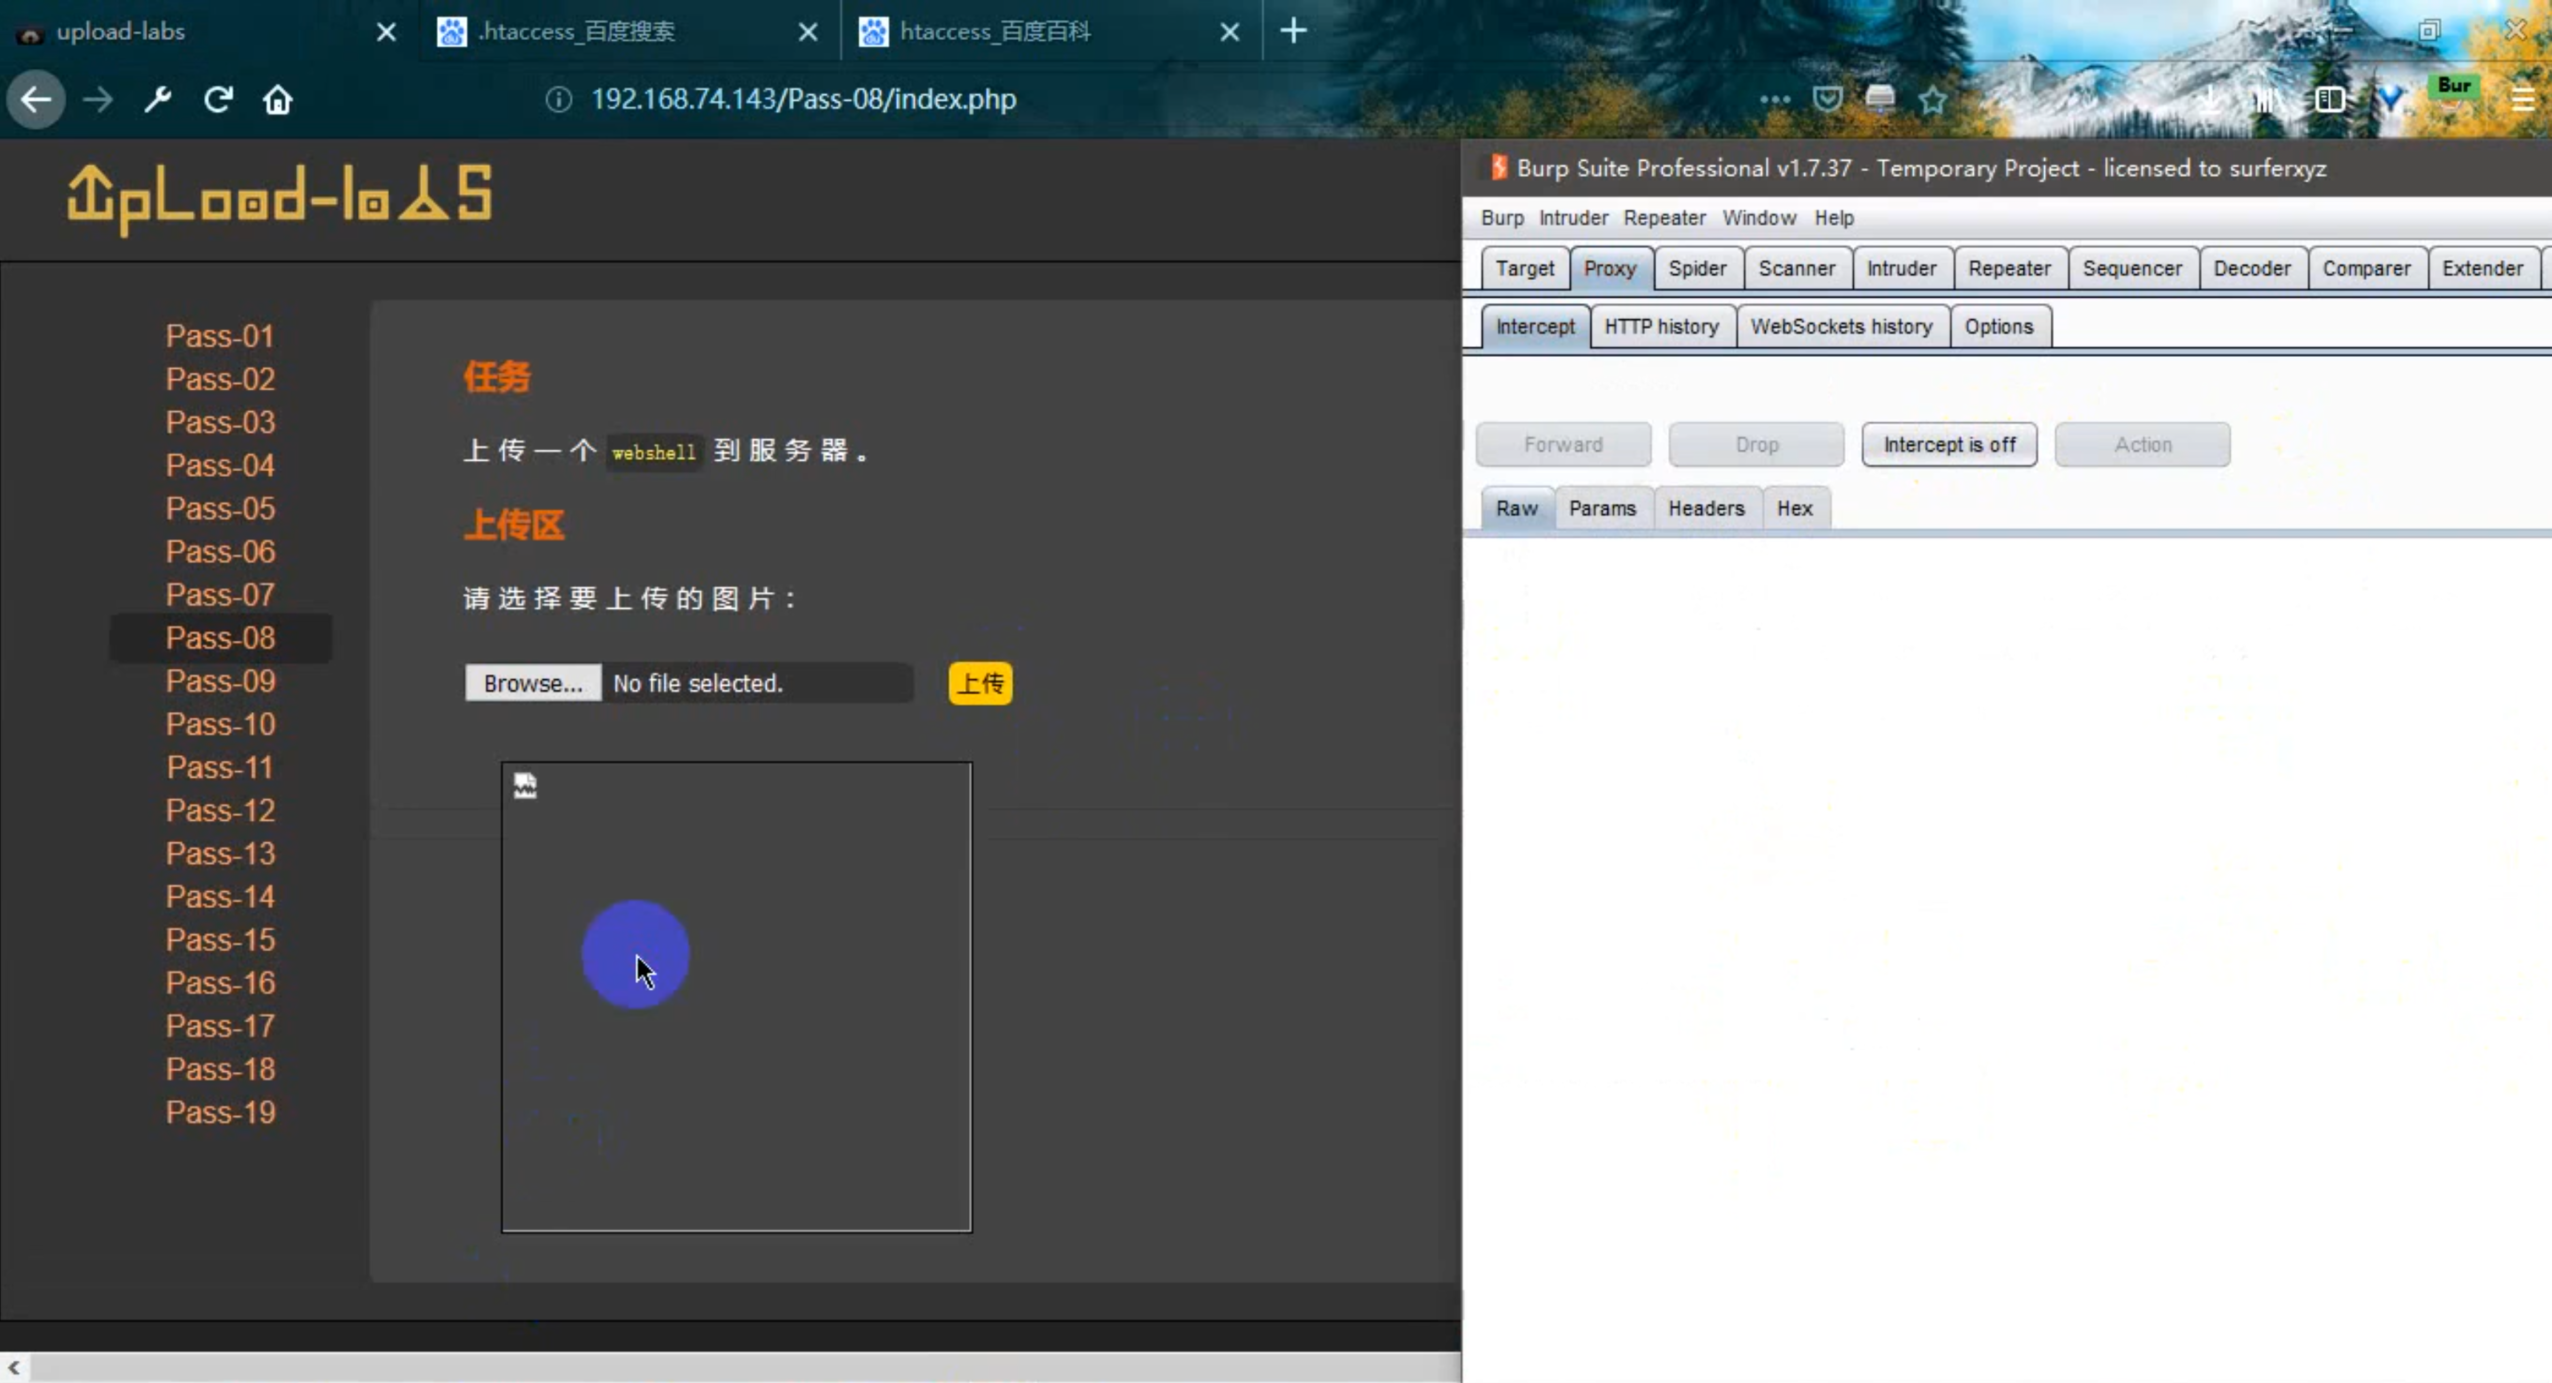 upload-labs
.htaccess_百度搜索
htaccess_百度百科
192.168.74.143/Pass-08/index.php
Bur
UpLoad-labS
Burp Suite Professional v1.7.37 - Temporary Project - licensed to surferxyz
Burp Intruder Repeater Window Help
Target Proxy Spider Scanner Intruder Repeater Sequencer Decoder Comparer Extender
Intercept HTTP history WebSockets history Options
Forward Drop Intercept is off Action
Raw Params Headers Hex
Pass-01
Pass-02
Pass-03
Pass-04
Pass-05
Pass-06
Pass-07
Pass-08
Pass-09
Pass-10
Pass-11
Pass-12
Pass-13
Pass-14
Pass-15
Pass-16
Pass-17
Pass-18
Pass-19
任务
上传一个 webshell 到服务器。
上传区
请选择要上传的图片：
Browse... No file selected. 上传